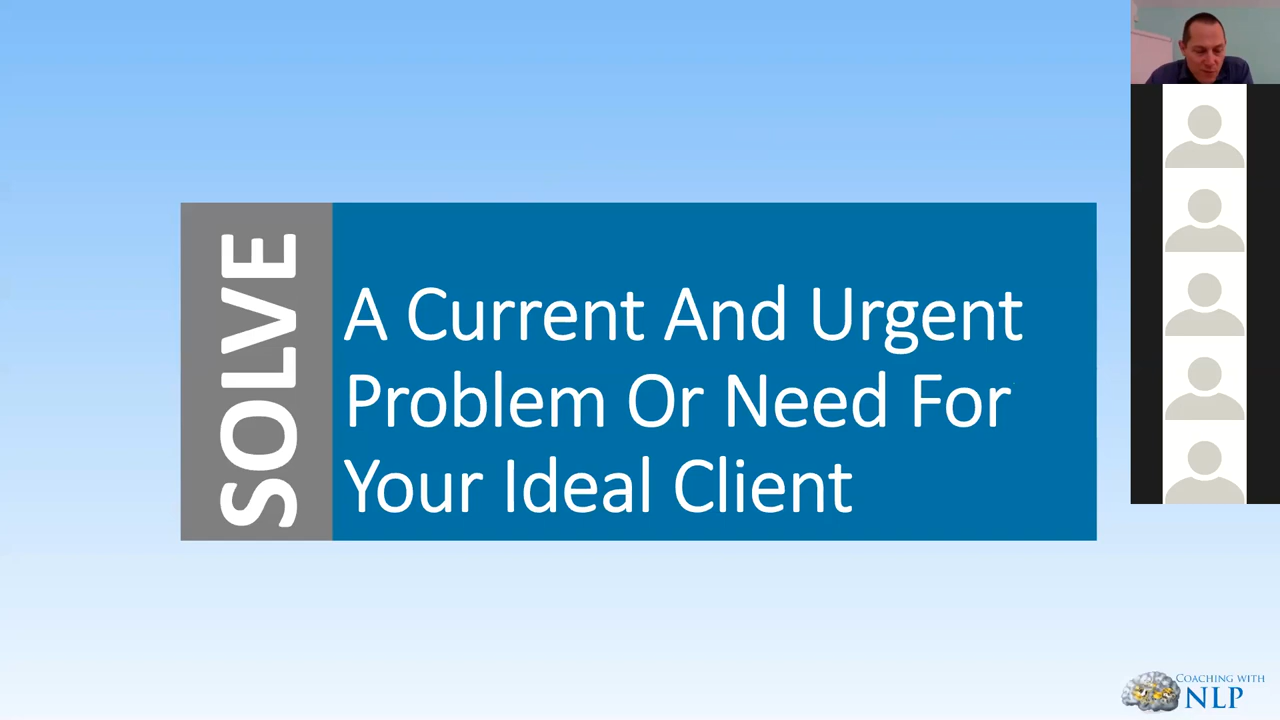 SOLVE
A Current And Urgent
Problem Or Need For
Your Ideal Client
COACHING WITH
NLP